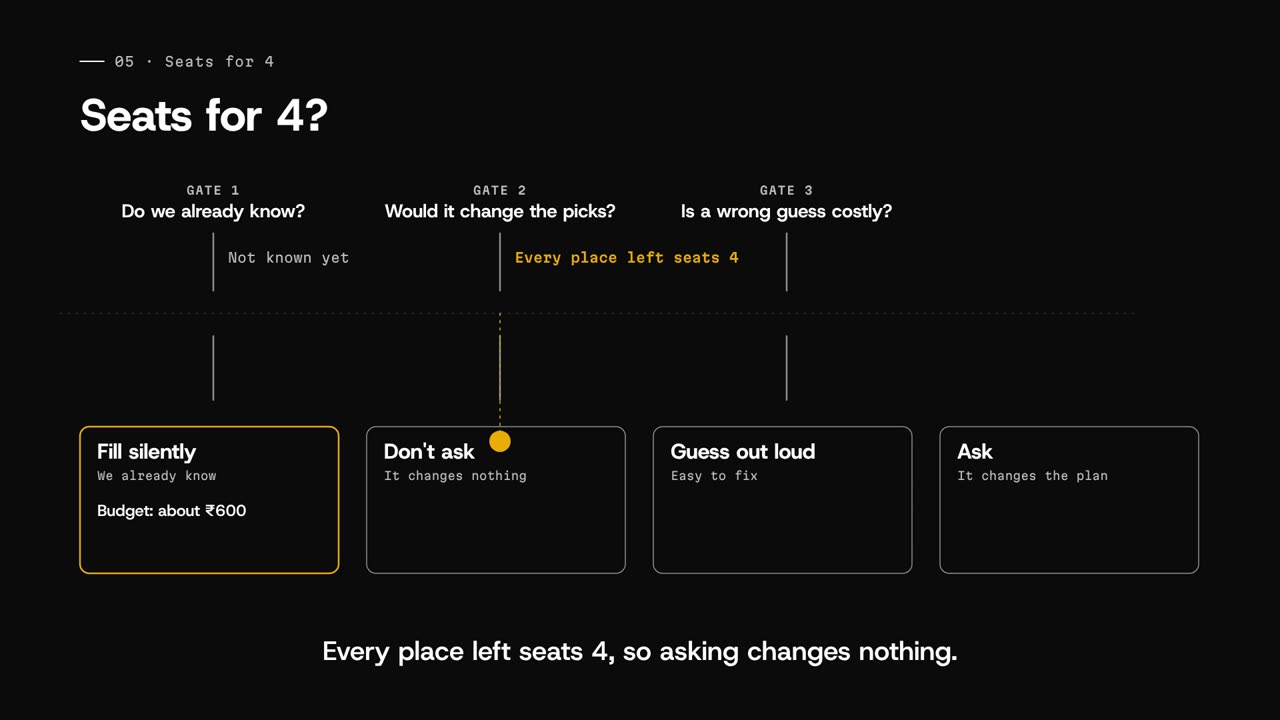 05 · Seats for 4
Seats for 4?
GATE 1
Do we already know?
GATE 2
Would it change the picks?
GATE 3
Is a wrong guess costly?
Not known yet
Every place left seats 4
Fill silently
We already know
Budget: about ₹600
Don't ask
It changes nothing
Guess out loud
Easy to fix
Ask
It changes the plan
Every place left seats 4, so asking changes nothing.